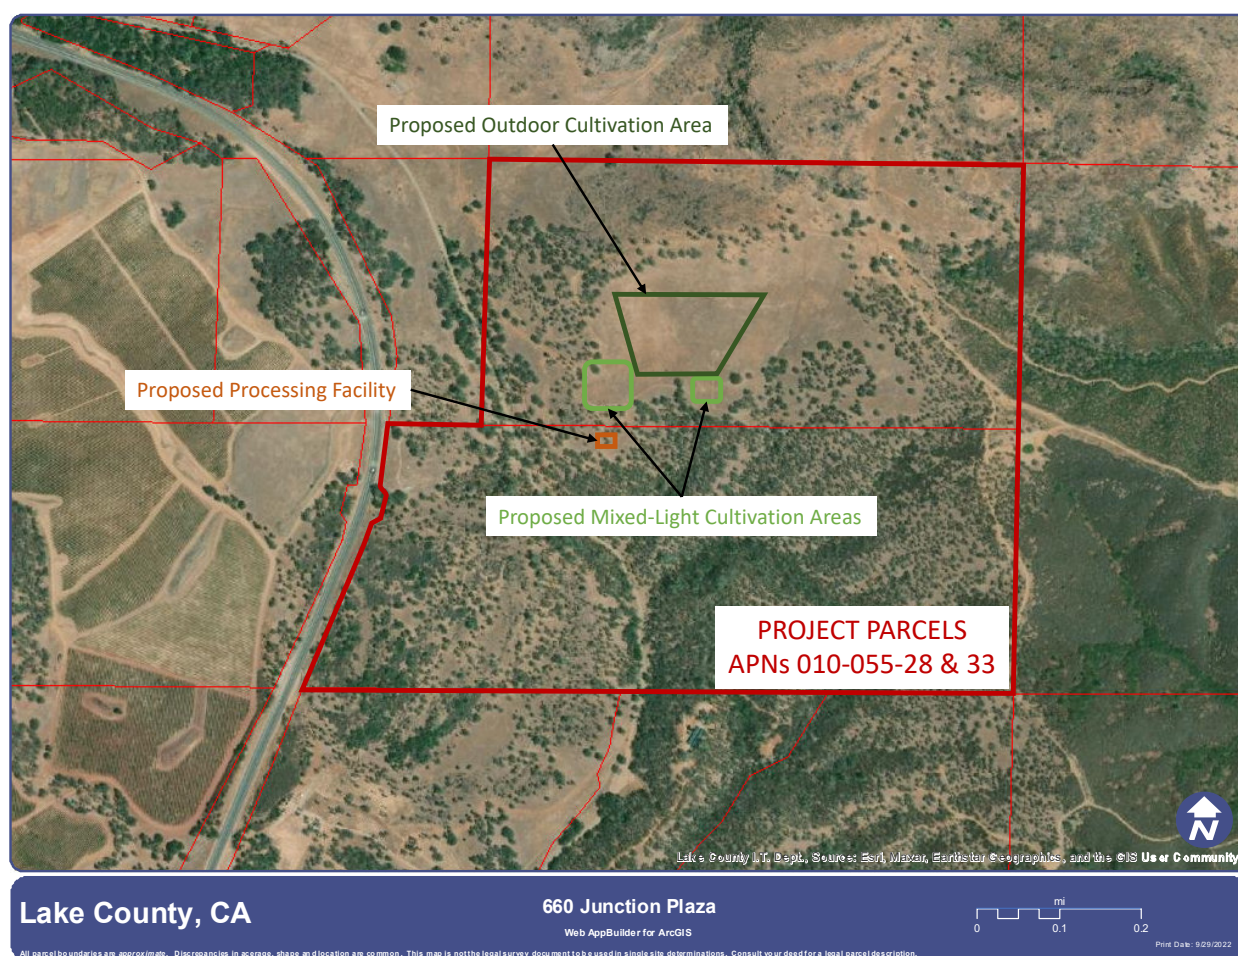 Proposed Outdoor Cultivation Area
Proposed Processing Facility
Proposed Mixed-Light Cultivation Areas
PROJECT PARCELS
APNs 010-055-28 & 33
N
Lake County I.T. Dept., Source: Esri, Maxar, Earthstar Geographics, and the GIS User Community
Lake County, CA
660 Junction Plaza
Web AppBuilder for ArcGIS
mi
0 0.1 0.2
Print Date: 9/29/2022
All parcel boundaries are approximate. Discrepancies in acerage, shape and location are common. This map is not the legal survey document to be used in single site determinations. Consult your deed for a legal parcel description.